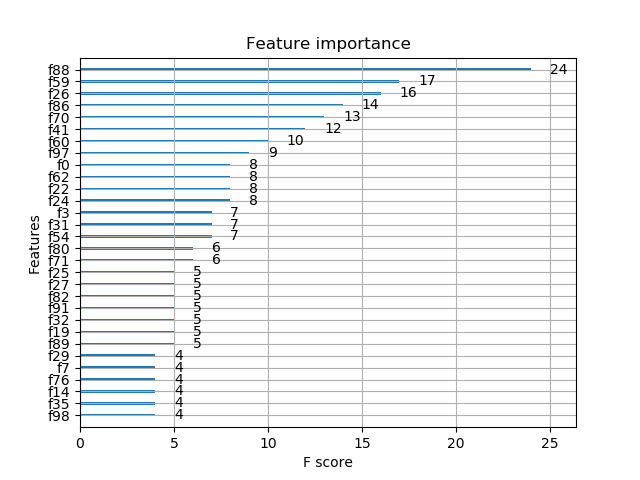 Feature importance
f88 24
f59 17
f26 16
f86 14
f70 13
f41 12
f60 10
f97 9
f0 8
f62 8
f22 8
f24 8
f3 7
f31 7
f54 7
f80 6
f71 6
f25 5
f27 5
f82 5
f91 5
f32 5
f19 5
f89 5
f29 4
f7 4
f76 4
f14 4
f35 4
f98 4
Features
0 5 10 15 20 25
F score